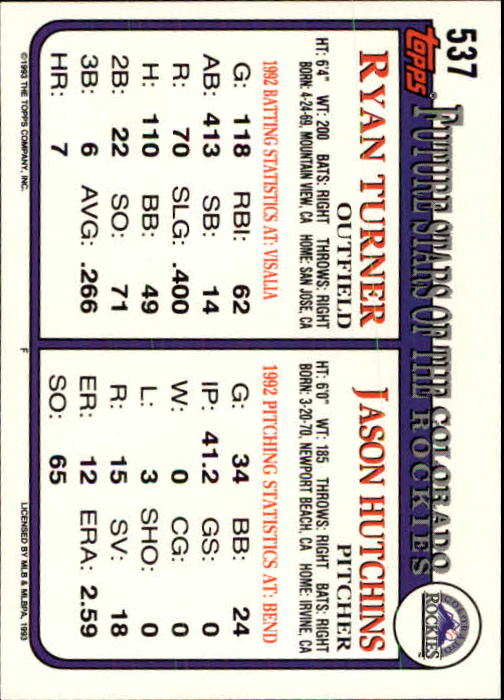 537
Topps
FUTURE STARS OF THE COLORADO ROCKIES
COLORADO
ROCKIES
RYAN TURNER
OUTFIELD
HT: 6'4" WT: 200 BATS: RIGHT THROWS: RIGHT
BORN: 4-24-69, MOUNTAIN VIEW, CA HOME: SAN JOSE, CA
1992 BATTING STATISTICS AT: VISALIA
G: 118 RBI: 62
AB: 413 SB: 14
R: 70 SLG: .400
H: 110 BB: 49
2B: 22 SO: 71
3B: 6 AVG: .266
HR: 7
JASON HUTCHINS
PITCHER
HT: 6'0" WT: 185 THROWS: RIGHT BATS: RIGHT
BORN: 3-20-70, NEWPORT BEACH, CA HOME: IRVINE, CA
1992 PITCHING STATISTICS AT: BEND
G: 34 BB: 24
IP: 41.2 GS: 0
W: 0 CG: 0
L: 3 SHO: 0
R: 15 SV: 18
ER: 12 ERA: 2.59
SO: 65
©1993 THE TOPPS COMPANY, INC.
F
LICENSED BY MLB & MLBPA, 1993